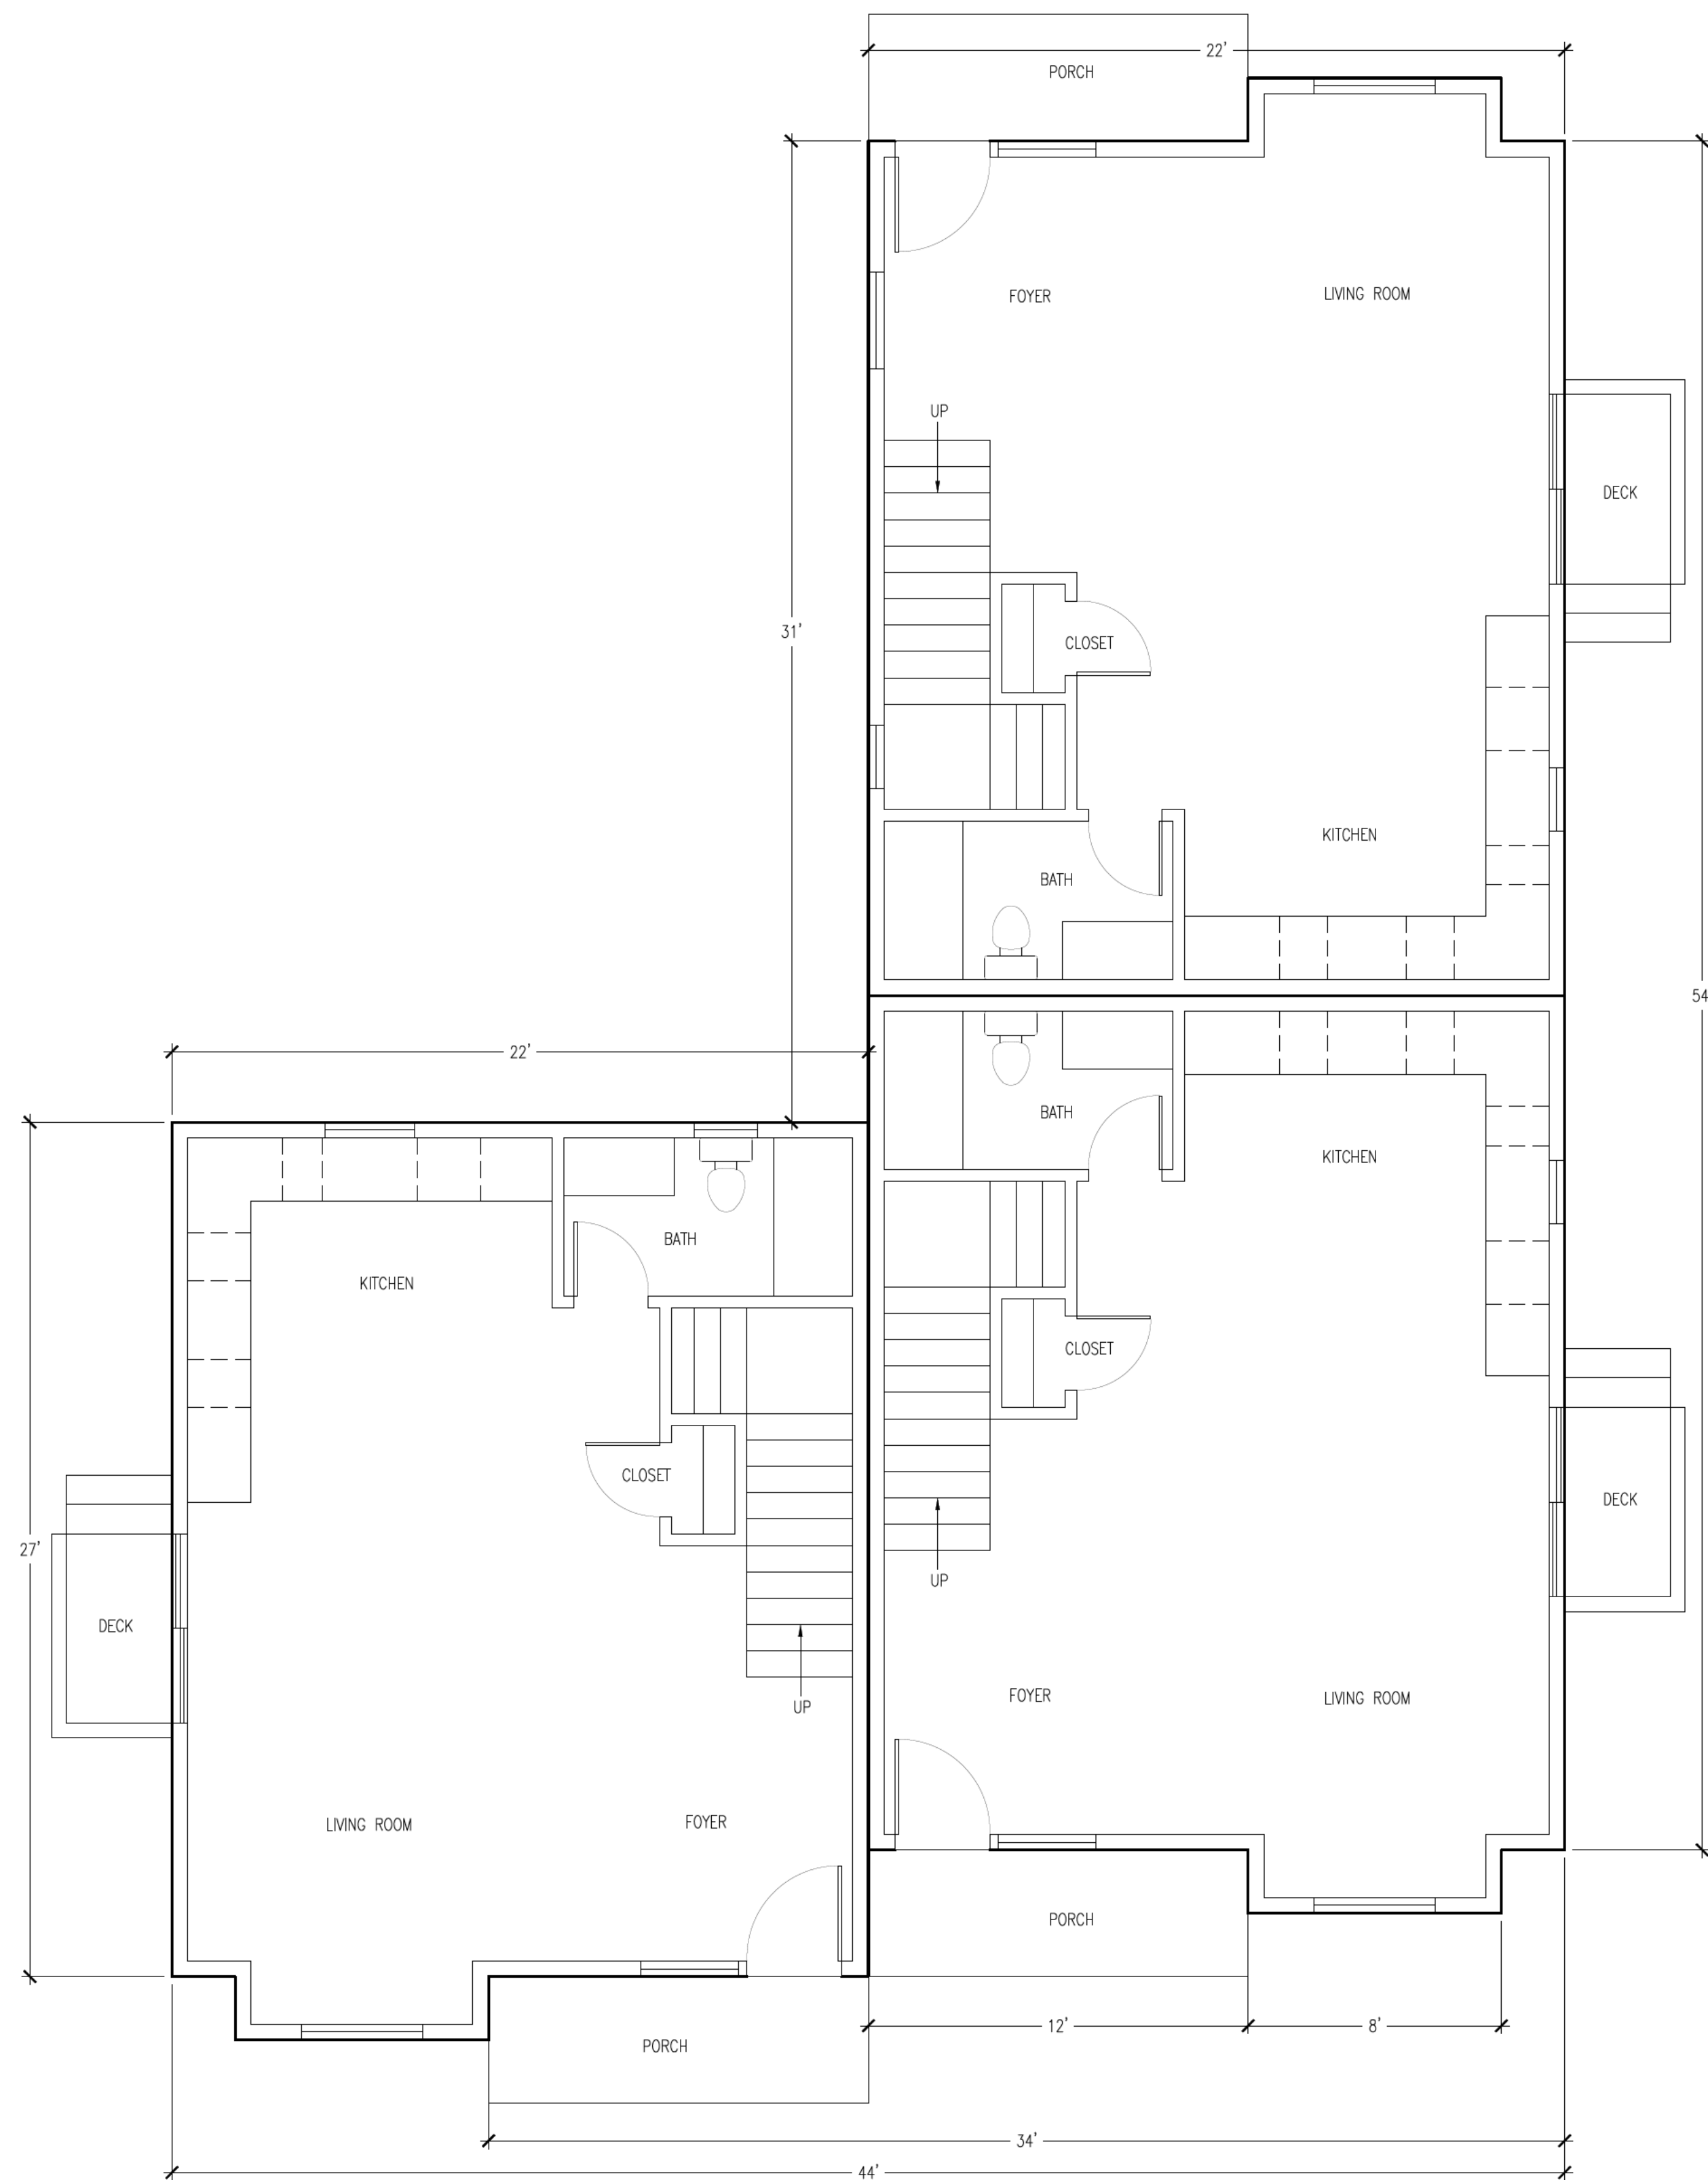 22'
PORCH
FOYER
LIVING ROOM
UP
DECK
31'
CLOSET
KITCHEN
BATH
54
22'
BATH
KITCHEN
BATH
KITCHEN
CLOSET
CLOSET
DECK
27'
UP
DECK
FOYER
LIVING ROOM
UP
LIVING ROOM
FOYER
PORCH
12'
8'
PORCH
34'
44'